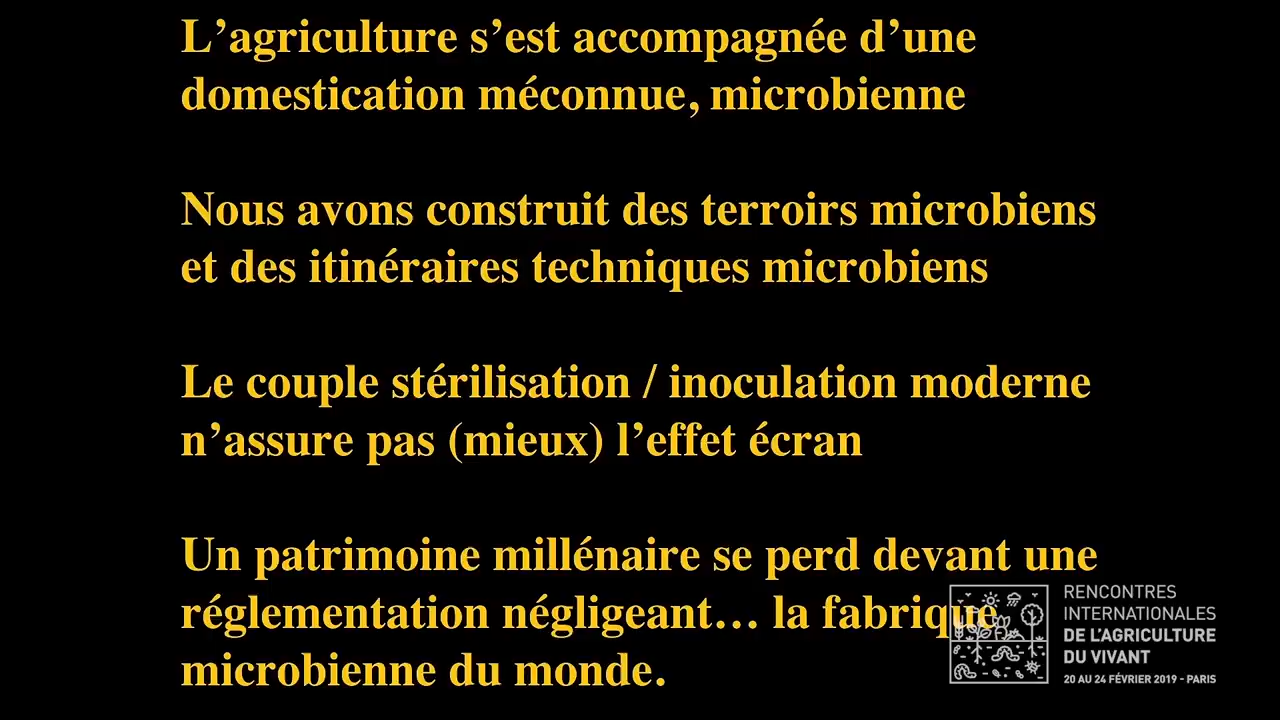 L’agriculture s’est accompagnée d’une
domestication méconnue, microbienne
Nous avons construit des terroirs microbiens
et des itinéraires techniques microbiens
Le couple stérilisation / inoculation moderne
n’assure pas (mieux) l’effet écran
Un patrimoine millénaire se perd devant une
réglementation négligeant… la fabrique
microbienne du monde.
RENCONTRES
INTERNATIONALES
DE L’AGRICULTURE
DU VIVANT
20 AU 24 FÉVRIER 2019 - PARIS